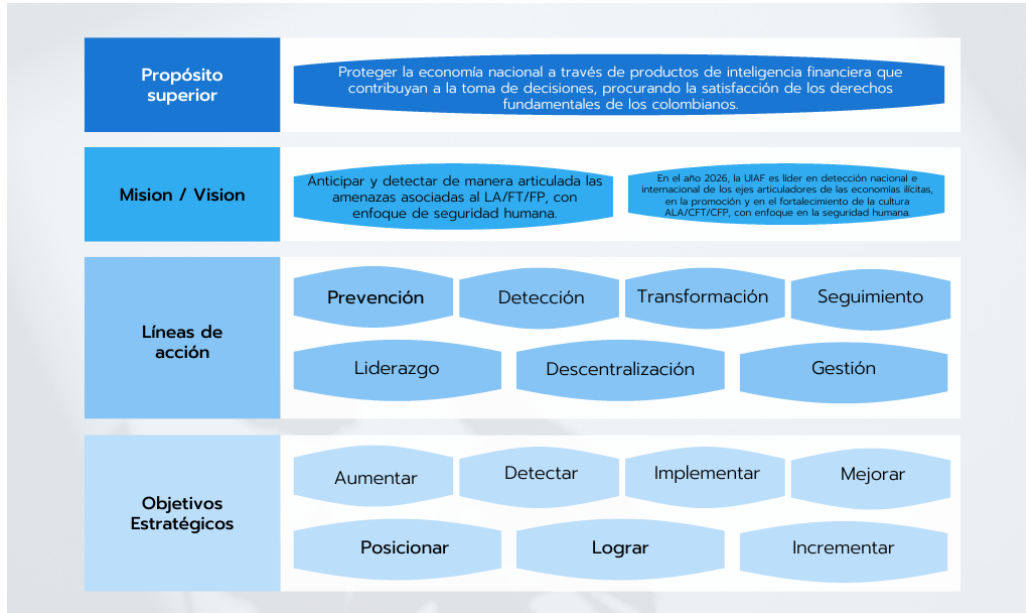 Propósito
superior
Proteger la economía nacional a través de productos de inteligencia financiera que
contribuyan a la toma de decisiones, procurando la satisfacción de los derechos
fundamentales de los colombianos.
Mision / Vision
Anticipar y detectar de manera articulada las
amenazas asociadas al LA/FT/FP, con
enfoque de seguridad humana.
En el año 2026, la UIAF es líder en detección nacional e
internacional de los ejes articuladores de las economías ilícitas,
en la promoción y en el fortalecimiento de la cultura
ALA/CFT/CFP, con enfoque en la seguridad humana.
Líneas de
acción
Prevención
Detección
Transformación
Seguimiento
Liderazgo
Descentralización
Gestión
Objetivos
Estratégicos
Aumentar
Detectar
Implementar
Mejorar
Posicionar
Lograr
Incrementar